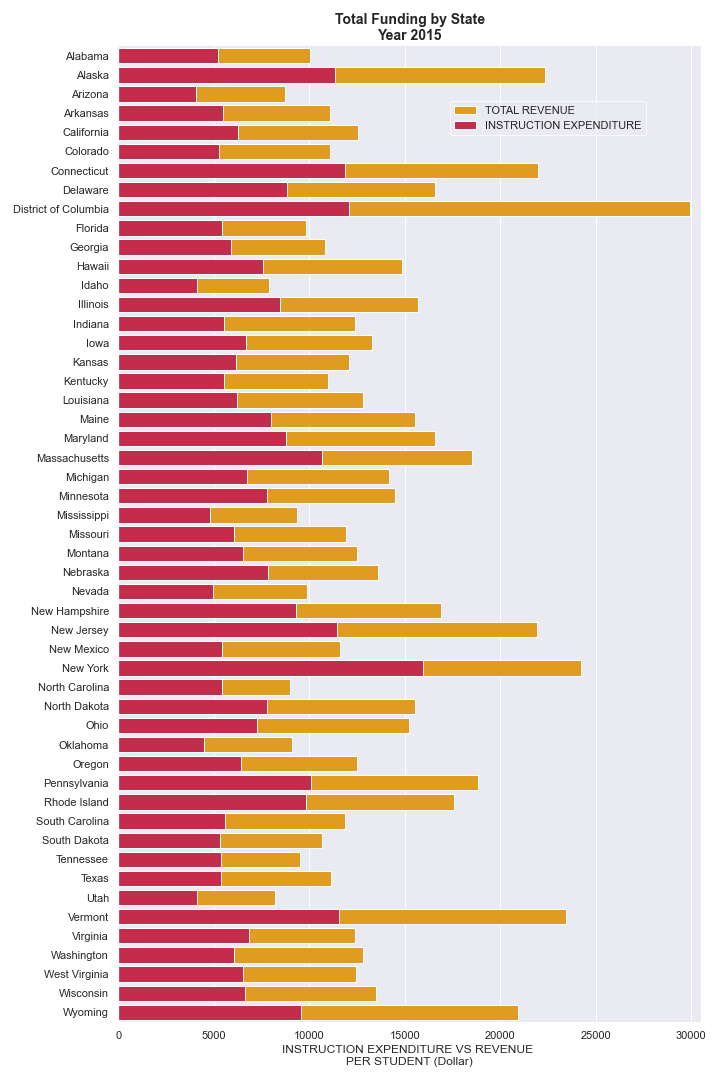 Total Funding by State
Year 2015
Alabama
Alaska
Arizona
Arkansas
California
Colorado
Connecticut
Delaware
District of Columbia
Florida
Georgia
Hawaii
Idaho
Illinois
Indiana
Iowa
Kansas
Kentucky
Louisiana
Maine
Maryland
Massachusetts
Michigan
Minnesota
Mississippi
Missouri
Montana
Nebraska
Nevada
New Hampshire
New Jersey
New Mexico
New York
North Carolina
North Dakota
Ohio
Oklahoma
Oregon
Pennsylvania
Rhode Island
South Carolina
South Dakota
Tennessee
Texas
Utah
Vermont
Virginia
Washington
West Virginia
Wisconsin
Wyoming
TOTAL REVENUE
INSTRUCTION EXPENDITURE
0 5000 10000 15000 20000 25000 30000
INSTRUCTION EXPENDITURE VS REVENUE
PER STUDENT (Dollar)